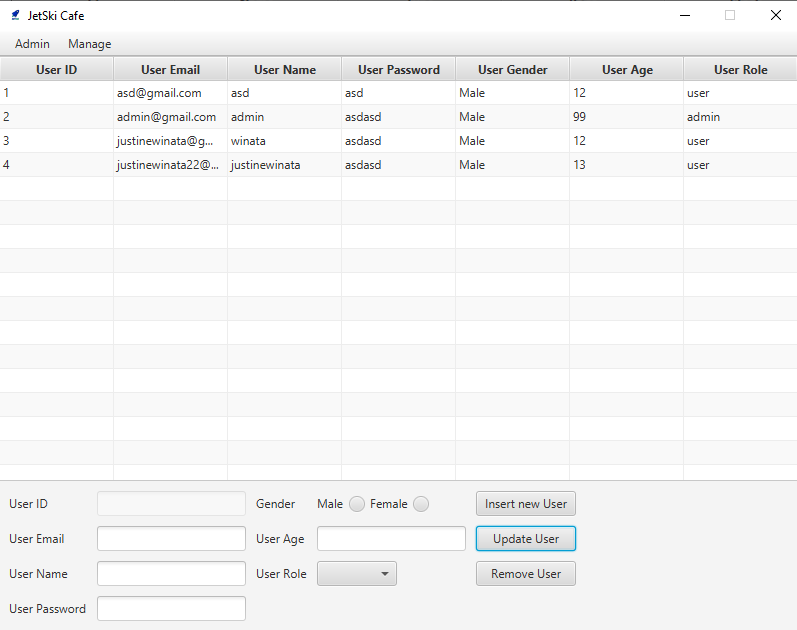 JetSki Cafe
Admin Manage
User ID User Email User Name User Password User Gender User Age User Role
1 asd@gmail.com asd asd Male 12 user
2 admin@gmail.com admin asdasd Male 99 admin
3 justinewinata@g... winata asdasd Male 12 user
4 justinewinata22@... justinewinata asdasd Male 13 user
User ID Gender Male Female Insert new User
User Email User Age Update User
User Name User Role Remove User
User Password